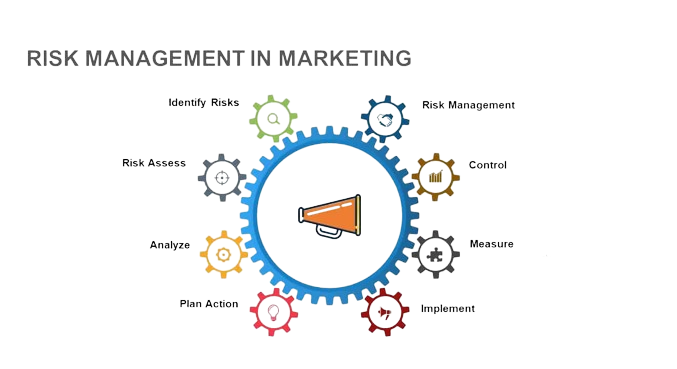 RISK MANAGEMENT IN MARKETING
Identify Risks
Risk Management
Risk Assess
Control
Analyze
Measure
Plan Action
Implement